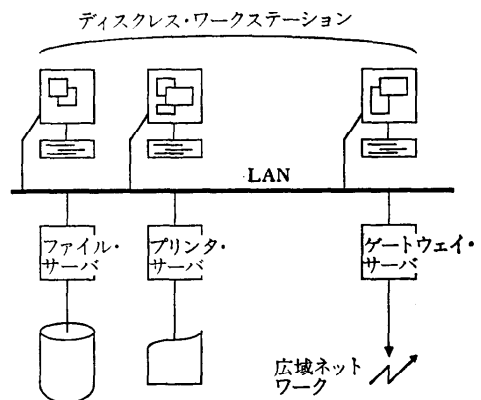 ディスクレス・ワークステーション
LAN
ファイル・
サーバ
プリンタ・
サーバ
ゲートウェイ・
サーバ
広域ネット
ワーク